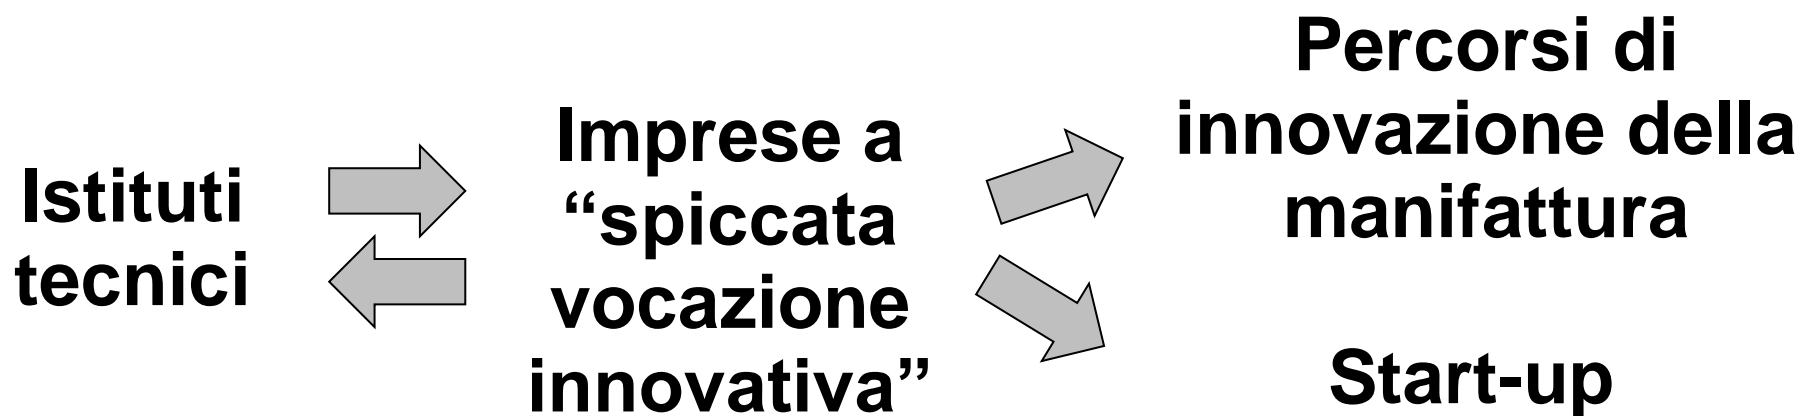 Istituti
tecnici
Imprese a
“spiccata
vocazione
innovativa”
Percorsi di
innovazione della
manifattura
Start-up